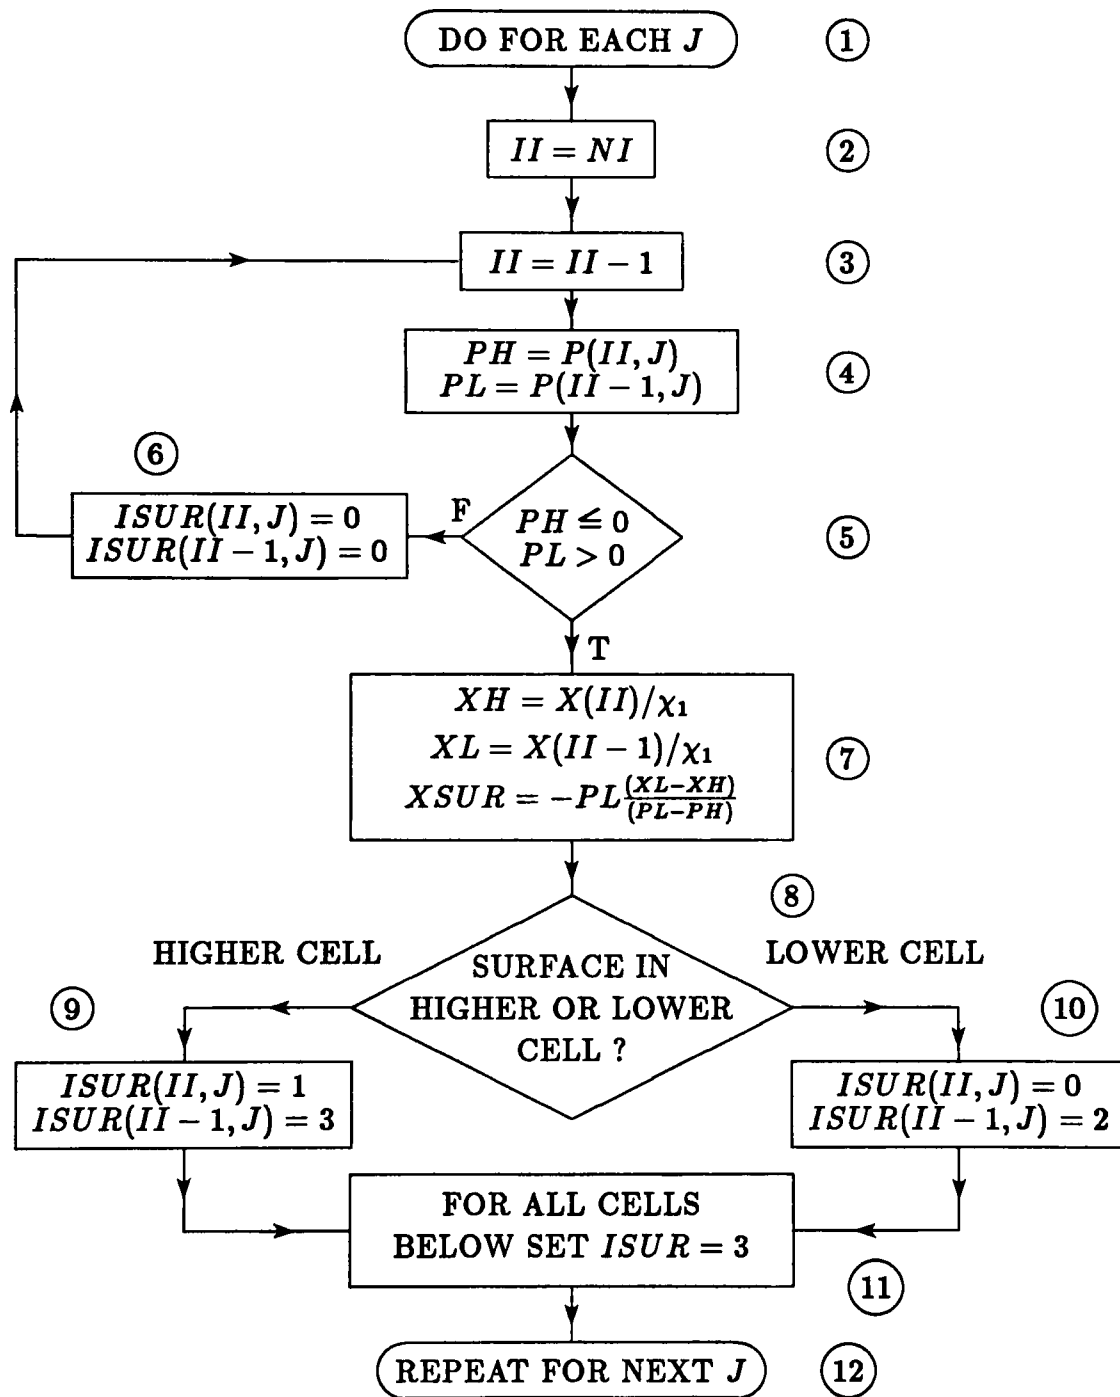 DO FOR EACH J
①
II = NI
②
II = II − 1
③
PH = P(II, J)
PL = P(II − 1, J)
④
⑥
ISUR(II, J) = 0
ISUR(II − 1, J) = 0
F
PH ≦ 0
PL > 0
⑤
T
XH = X(II)/χ₁
XL = X(II − 1)/χ₁
XSUR = −PL (XL−XH)/(PL−PH)
⑦
⑧
HIGHER CELL
LOWER CELL
SURFACE IN
HIGHER OR LOWER
CELL ?
⑨
⑩
ISUR(II, J) = 1
ISUR(II − 1, J) = 3
ISUR(II, J) = 0
ISUR(II − 1, J) = 2
FOR ALL CELLS
BELOW SET ISUR = 3
⑪
REPEAT FOR NEXT J
⑫